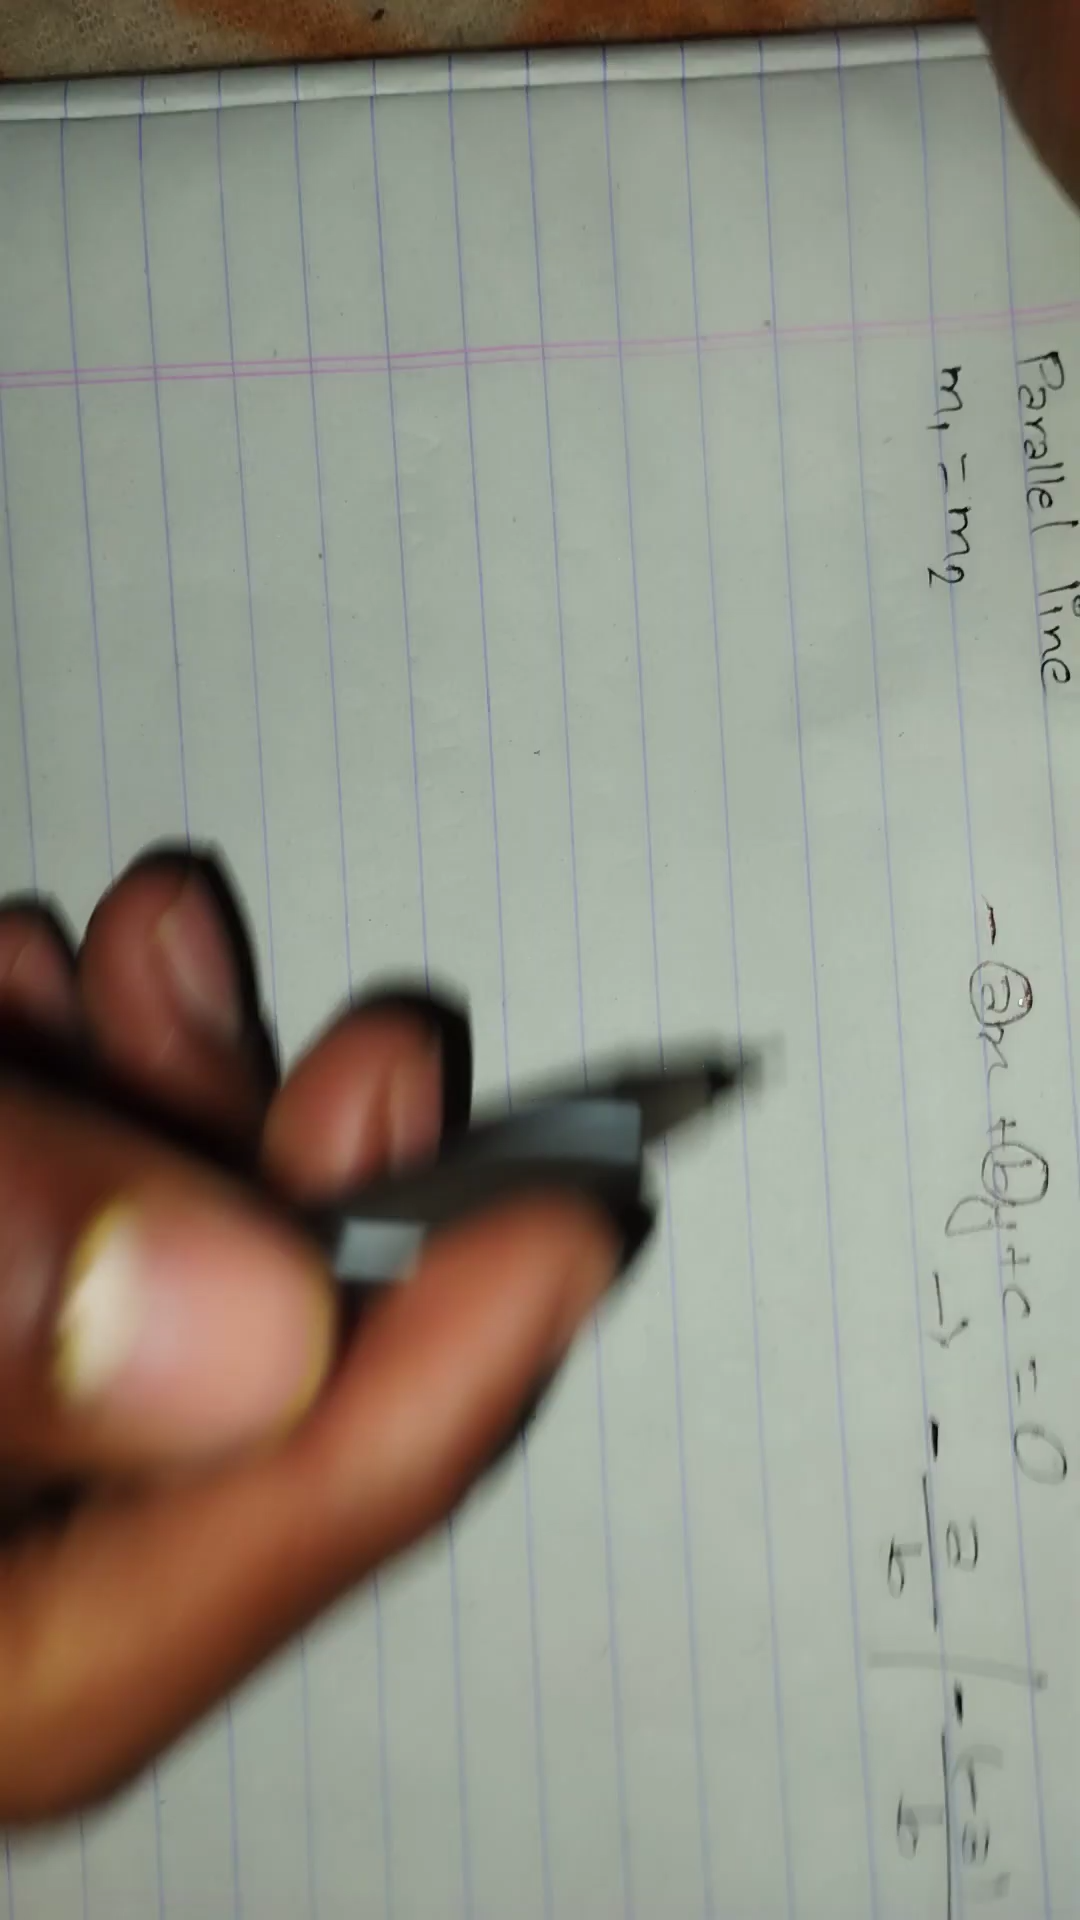 Parallel line
-ax + by + c = 0
m₁ = m₂
→ - a/b | - (-a)/b